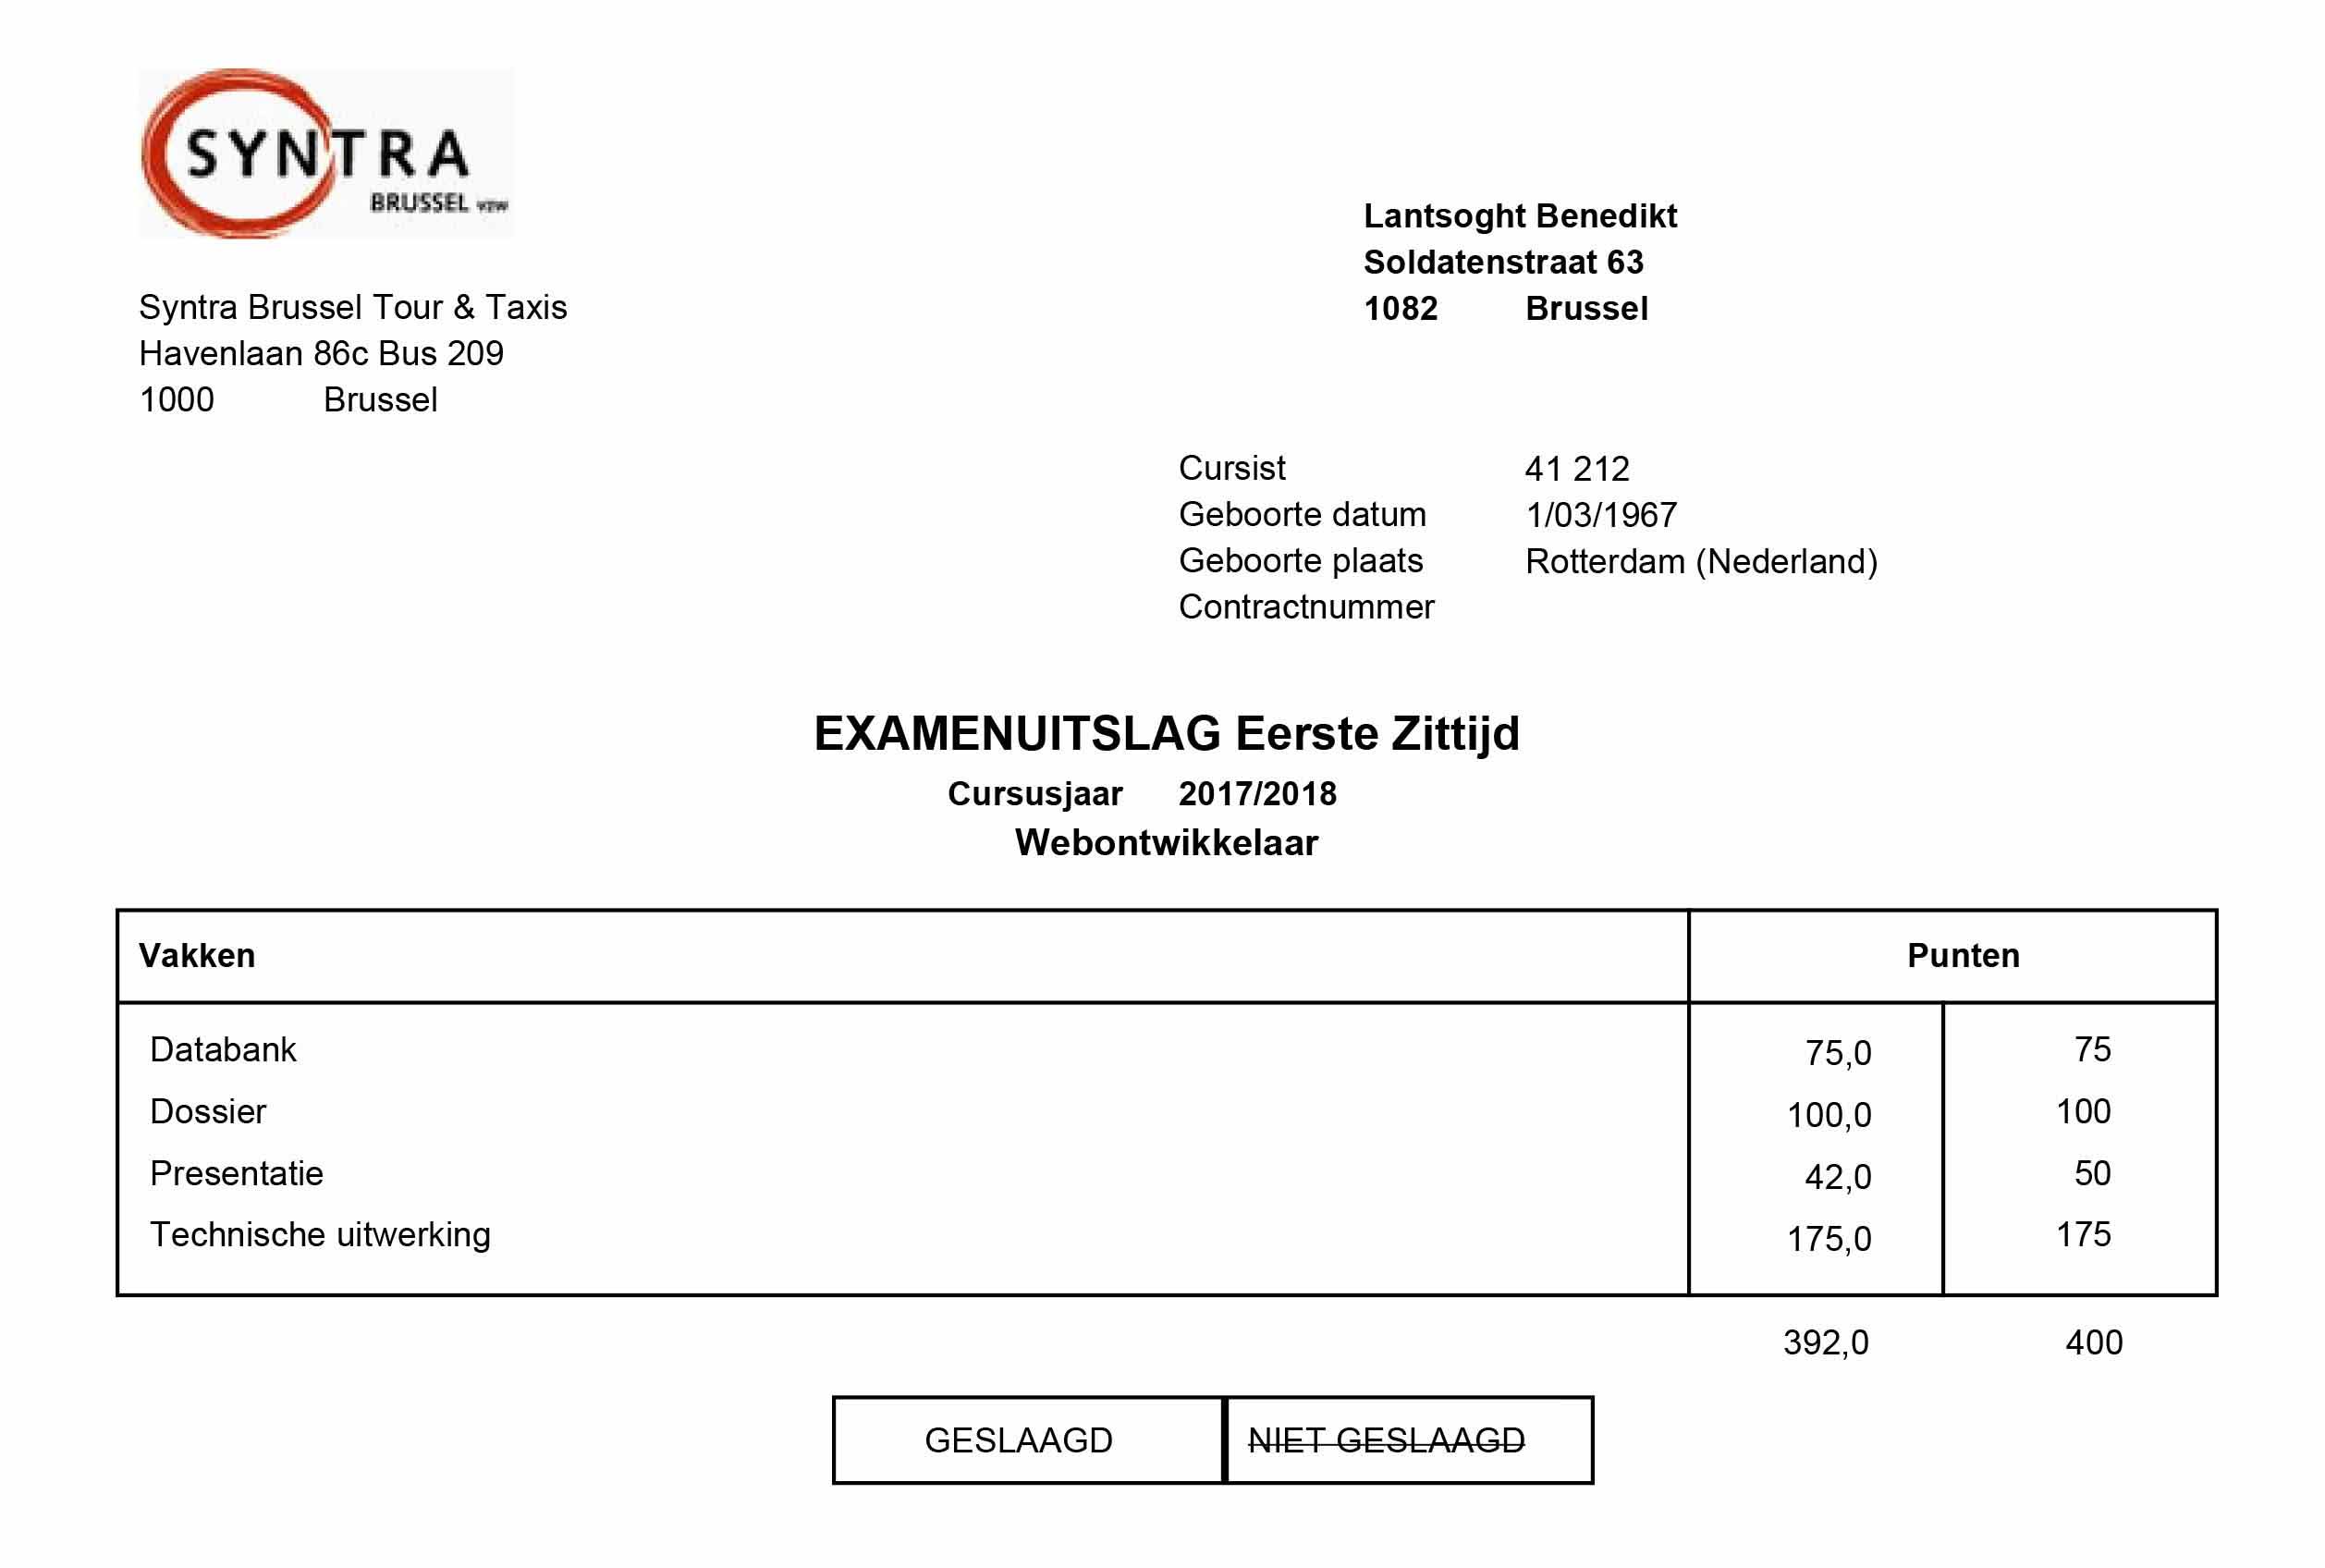 SYNTRA
BRUSSEL vzw
Lantsoght Benedikt
Soldatenstraat 63
1082 Brussel
Syntra Brussel Tour & Taxis
Havenlaan 86c Bus 209
1000 Brussel
Cursist 41 212
Geboorte datum 1/03/1967
Geboorte plaats Rotterdam (Nederland)
Contractnummer
EXAMENUITSLAG Eerste Zittijd
Cursusjaar 2017/2018
Webontwikkelaar
Vakken Punten
Databank 75,0 75
Dossier 100,0 100
Presentatie 42,0 50
Technische uitwerking 175,0 175
392,0 400
GESLAAGD NIET GESLAAGD